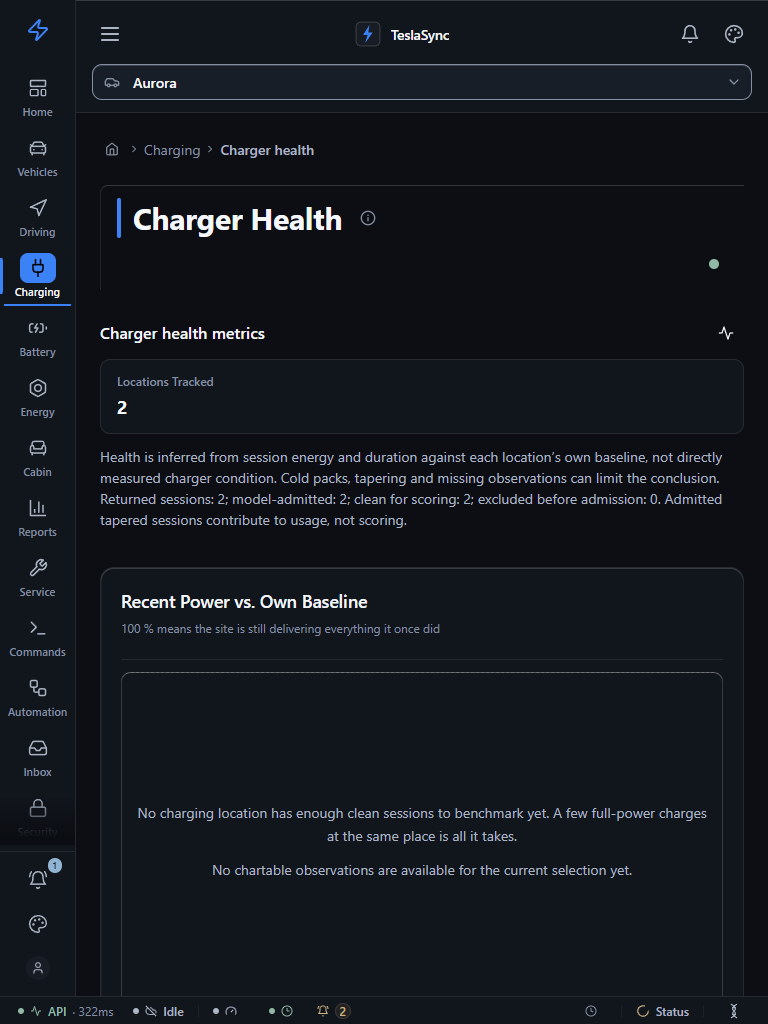 TeslaSync
Aurora
Home
Vehicles
Driving
Charging
Battery
Energy
Cabin
Reports
Service
Commands
Automation
Inbox
Security
1
Charging
Charger health
Charger Health
Charger health metrics
Locations Tracked
2
Health is inferred from session energy and duration against each location's own baseline, not directly
measured charger condition. Cold packs, tapering and missing observations can limit the conclusion.
Returned sessions: 2; model-admitted: 2; clean for scoring: 2; excluded before admission: 0. Admitted
tapered sessions contribute to usage, not scoring.
Recent Power vs. Own Baseline
100 % means the site is still delivering everything it once did
No charging location has enough clean sessions to benchmark yet. A few full-power charges
at the same place is all it takes.
No chartable observations are available for the current selection yet.
API · 322ms
Idle
2
Status